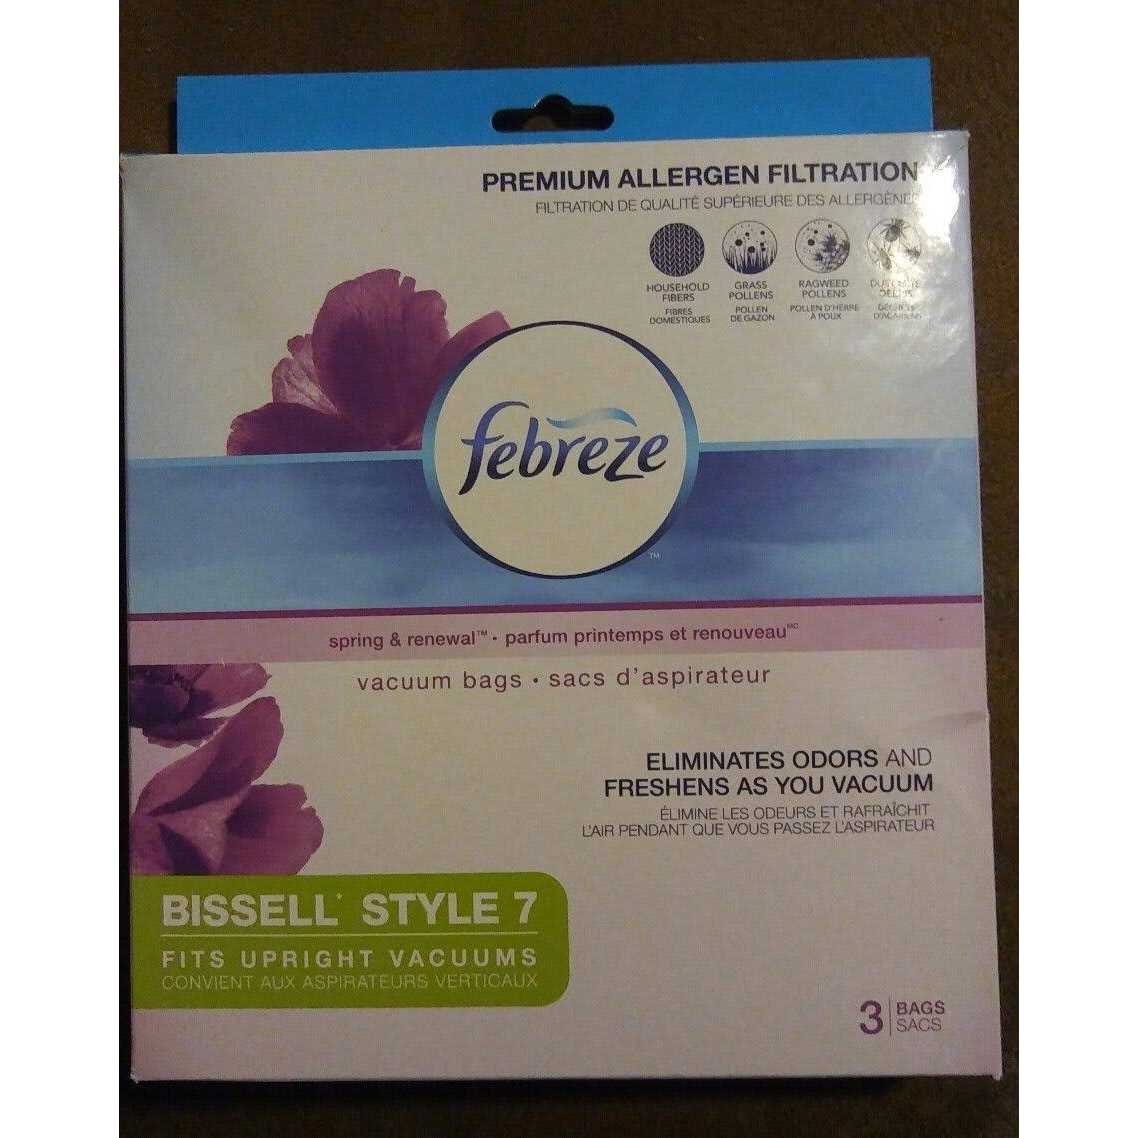 PREMIUM ALLERGEN FILTRATION
FILTRATION DE QUALITÉ SUPÉRIEURE DES ALLERGÈNES
HOUSEHOLD
FIBERS
FIBRES
DOMESTIQUES
GRASS
POLLENS
POLLEN
DE GAZON
RAGWEED
POLLENS
POLLEN D'HERBE
À POUX
febreze
TM
spring & renewal™ • parfum printemps et renouveau MC
vacuum bags • sacs d'aspirateur
ELIMINATES ODORS AND
FRESHENS AS YOU VACUUM
ÉLIMINE LES ODEURS ET RAFRAÎCHIT
L'AIR PENDANT QUE VOUS PASSEZ L'ASPIRATEUR
BISSELL* STYLE 7
FITS UPRIGHT VACUUMS
CONVIENT AUX ASPIRATEURS VERTICAUX
3 BAGS
SACS